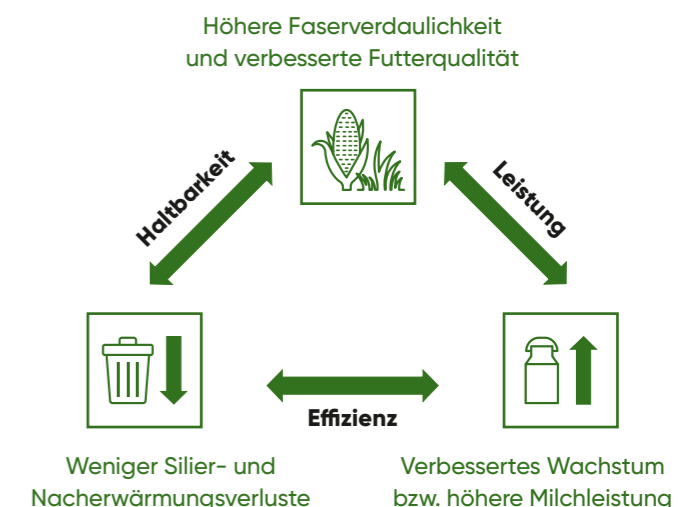 Höhere Faserverdaulichkeit
und verbesserte Futterqualität
Haltbarkeit
Leistung
Effizienz
Weniger Silier- und
Nacherwärmungsverluste
Verbessertes Wachstum
bzw. höhere Milchleistung